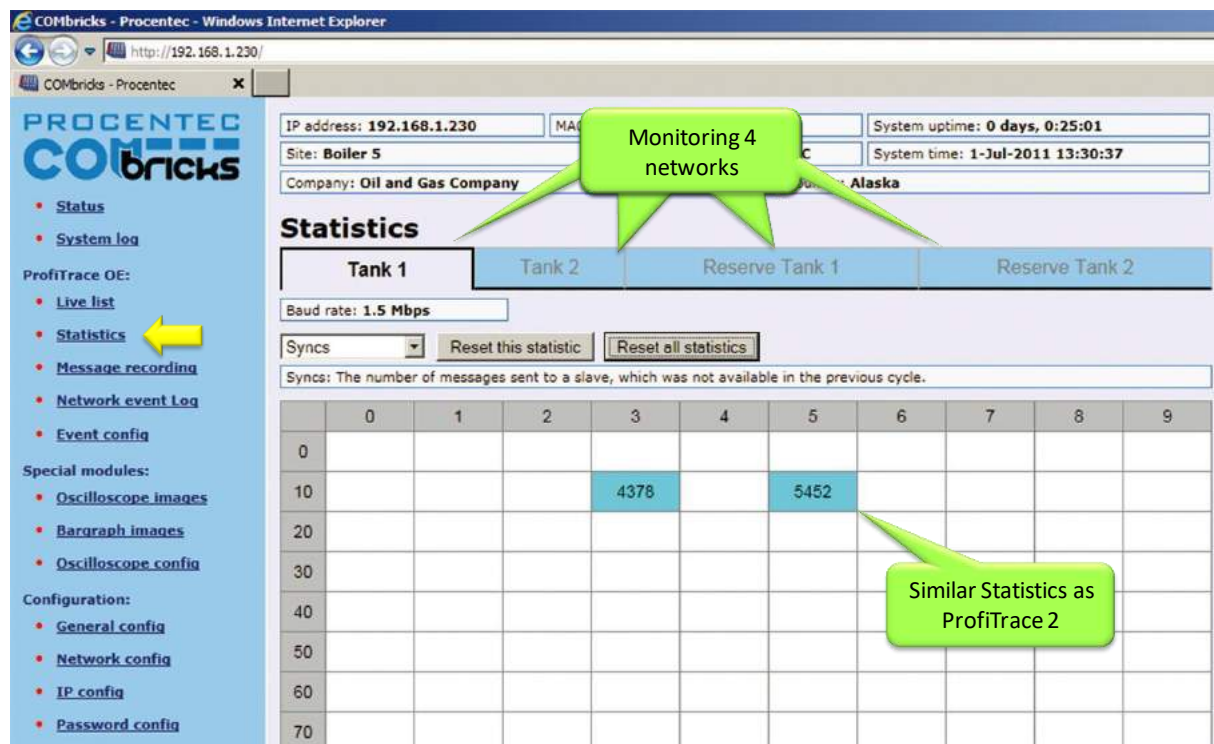 COMbricks - Procentec - Windows Internet Explorer
http://192.168.1.230/
COMbricks - Procentec X
PROCENTEC
COMbricks
• Status
• System log
ProfiTrace OE:
• Live list
• Statistics
• Message recording
• Network event Log
• Event config
Special modules:
• Oscilloscope images
• Bargraph images
• Oscilloscope config
Configuration:
• General config
• Network config
• IP config
• Password config
IP address: 192.168.1.230 System uptime: 0 days, 0:25:01
Site: Boiler 5 C System time: 1-Jul-2011 13:30:37
Company: Oil and Gas Company Alaska
Monitoring 4
networks
Statistics
Tank 1 Tank 2 Reserve Tank 1 Reserve Tank 2
Baud rate: 1.5 Mbps
Syncs Reset this statistic Reset all statistics
Syncs: The number of messages sent to a slave, which was not available in the previous cycle.
0 1 2 3 4 5 6 7 8 9
0
10 4378 5452
20
30
40
50
60
70
Similar Statistics as
ProfiTrace 2